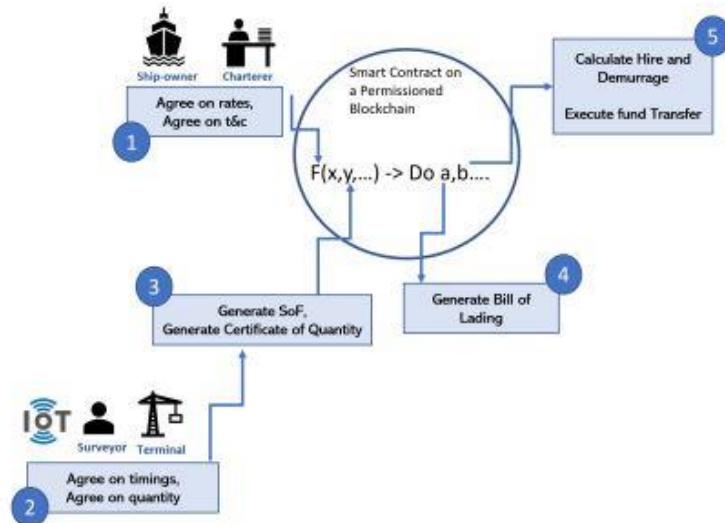 Ship-owner Charterer
Agree on rates,
Agree on t&c
1
Smart Contract on
a Permissioned
Blockchain
F(x,y,...) -> Do a,b....
5
Calculate Hire and
Demurrage
Execute fund Transfer
3
Generate SoF,
Generate Certificate of Quantity
4
Generate Bill of
Lading
IoT
Surveyor Terminal
Agree on timings,
Agree on quantity
2